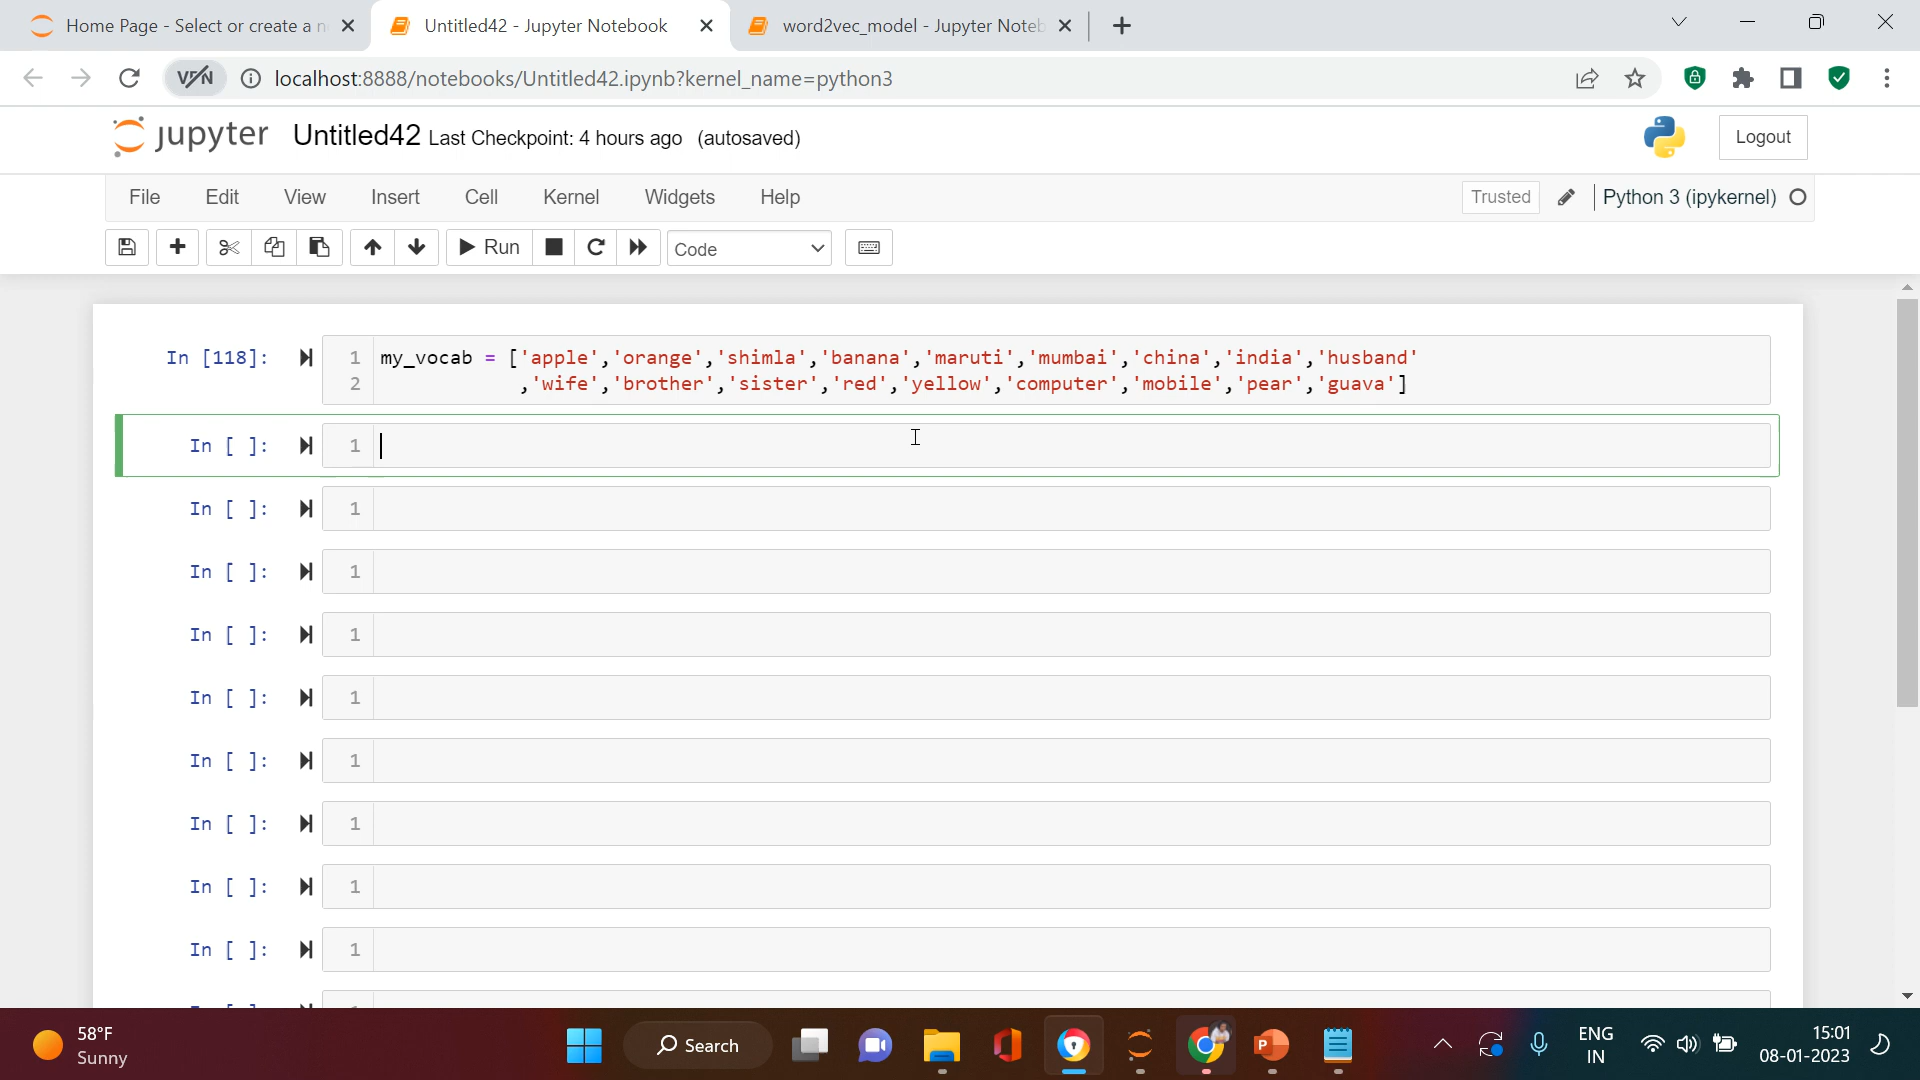 Home Page - Select or create a n
Untitled42 - Jupyter Notebook
word2vec_model - Jupyter Noteb
VPN
localhost:8888/notebooks/Untitled42.ipynb?kernel_name=python3
jupyter Untitled42 Last Checkpoint: 4 hours ago (autosaved)
Logout
File Edit View Insert Cell Kernel Widgets Help
Trusted
Python 3 (ipykernel)
Run
Code
In [118]: 1 my_vocab = ['apple','orange','shimla','banana','maruti','mumbai','china','india','husband'
2 ,'wife','brother','sister','red','yellow','computer','mobile','pear','guava']
In [ ]: 1
In [ ]: 1
In [ ]: 1
In [ ]: 1
In [ ]: 1
In [ ]: 1
In [ ]: 1
In [ ]: 1
In [ ]: 1
58°F
Sunny
Search
ENG
IN
15:01
08-01-2023